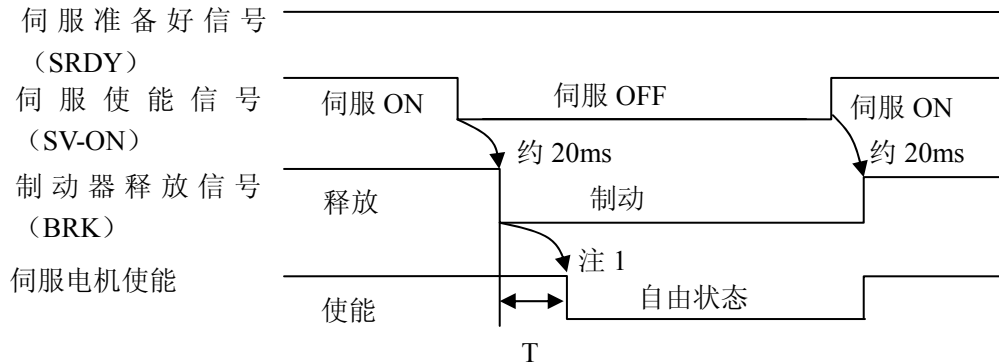 伺服准备好信号
（SRDY）
伺服使能信号
（SV-ON）
伺服 ON
伺服 OFF
伺服 ON
约 20ms
约 20ms
制动器释放信号
（BRK）
释放
制动
注 1
伺服电机使能
使能
自由状态
T